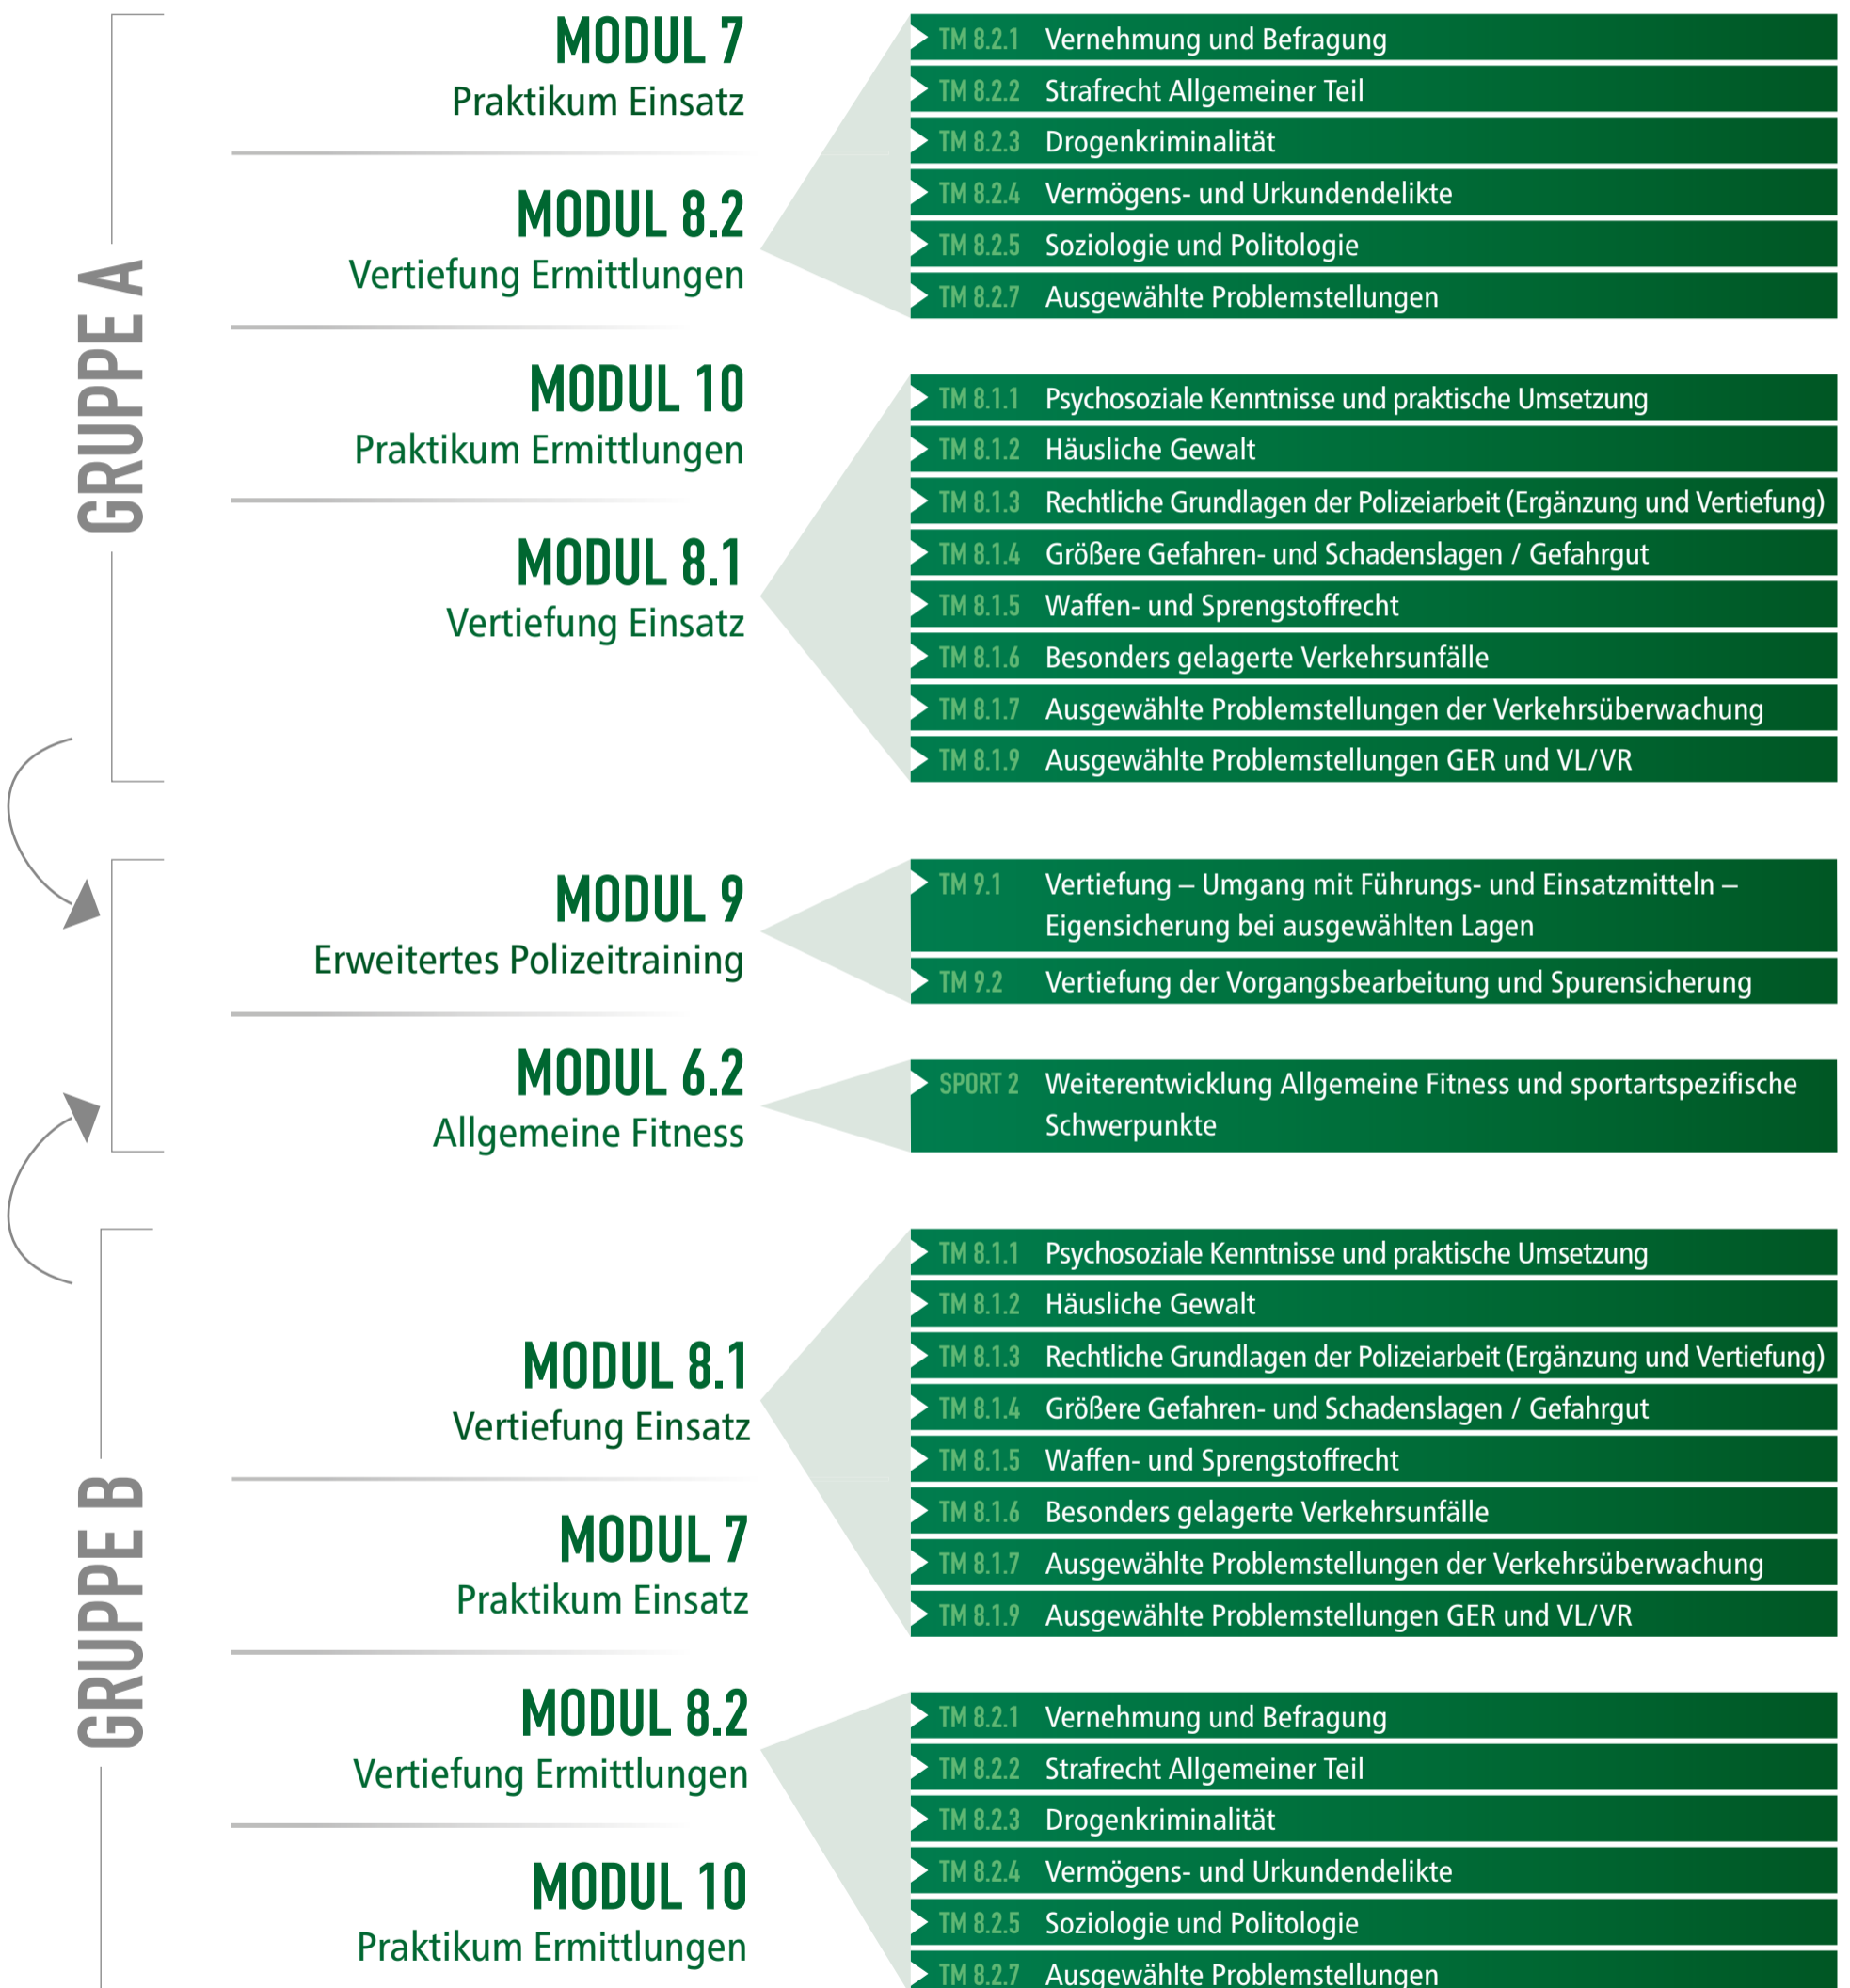 GRUPPE A
MODUL 7
Praktikum Einsatz
MODUL 8.2
Vertiefung Ermittlungen
TM 8.2.1 Vernehmung und Befragung
TM 8.2.2 Strafrecht Allgemeiner Teil
TM 8.2.3 Drogenkriminalität
TM 8.2.4 Vermögens- und Urkundendelikte
TM 8.2.5 Soziologie und Politologie
TM 8.2.7 Ausgewählte Problemstellungen
MODUL 10
Praktikum Ermittlungen
MODUL 8.1
Vertiefung Einsatz
TM 8.1.1 Psychosoziale Kenntnisse und praktische Umsetzung
TM 8.1.2 Häusliche Gewalt
TM 8.1.3 Rechtliche Grundlagen der Polizeiarbeit (Ergänzung und Vertiefung)
TM 8.1.4 Größere Gefahren- und Schadenslagen / Gefahrgut
TM 8.1.5 Waffen- und Sprengstoffrecht
TM 8.1.6 Besonders gelagerte Verkehrsunfälle
TM 8.1.7 Ausgewählte Problemstellungen der Verkehrsüberwachung
TM 8.1.9 Ausgewählte Problemstellungen GER und VL/VR
MODUL 9
Erweitertes Polizeitraining
TM 9.1 Vertiefung – Umgang mit Führungs- und Einsatzmitteln –
Eigensicherung bei ausgewählten Lagen
TM 9.2 Vertiefung der Vorgangsbearbeitung und Spurensicherung
MODUL 6.2
Allgemeine Fitness
SPORT 2 Weiterentwicklung Allgemeine Fitness und sportartspezifische
Schwerpunkte
GRUPPE B
MODUL 8.1
Vertiefung Einsatz
TM 8.1.1 Psychosoziale Kenntnisse und praktische Umsetzung
TM 8.1.2 Häusliche Gewalt
TM 8.1.3 Rechtliche Grundlagen der Polizeiarbeit (Ergänzung und Vertiefung)
TM 8.1.4 Größere Gefahren- und Schadenslagen / Gefahrgut
TM 8.1.5 Waffen- und Sprengstoffrecht
TM 8.1.6 Besonders gelagerte Verkehrsunfälle
TM 8.1.7 Ausgewählte Problemstellungen der Verkehrsüberwachung
TM 8.1.9 Ausgewählte Problemstellungen GER und VL/VR
MODUL 7
Praktikum Einsatz
MODUL 8.2
Vertiefung Ermittlungen
TM 8.2.1 Vernehmung und Befragung
TM 8.2.2 Strafrecht Allgemeiner Teil
TM 8.2.3 Drogenkriminalität
TM 8.2.4 Vermögens- und Urkundendelikte
TM 8.2.5 Soziologie und Politologie
TM 8.2.7 Ausgewählte Problemstellungen
MODUL 10
Praktikum Ermittlungen